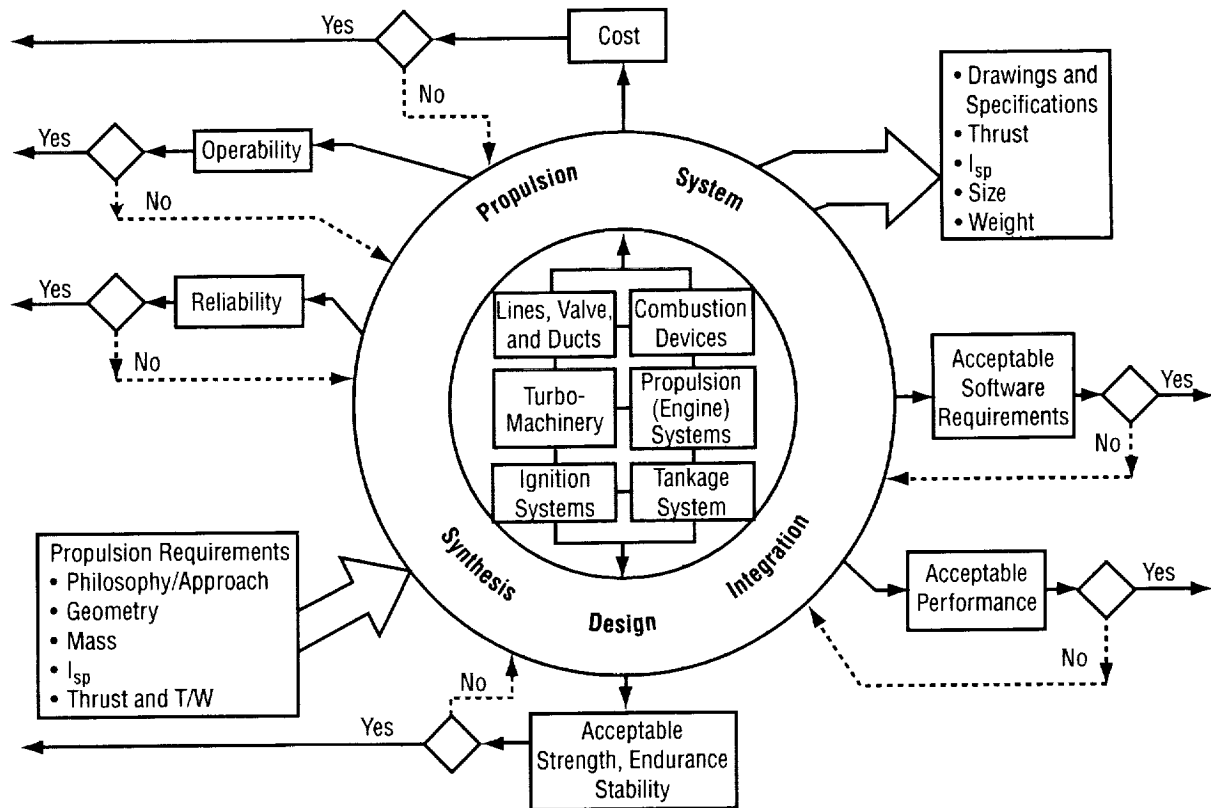 Yes
Cost
No
• Drawings and
Specifications
• Thrust
• Isp
• Size
• Weight
Yes
Operability
No
Propulsion
System
Yes
Reliability
No
Lines, Valve,
and Ducts
Combustion
Devices
Turbo-
Machinery
Propulsion
(Engine)
Systems
Ignition
Systems
Tankage
System
Acceptable
Software
Requirements
Yes
No
Synthesis
Design
Integration
Propulsion Requirements
• Philosophy/Approach
• Geometry
• Mass
• Isp
• Thrust and T/W
Acceptable
Performance
Yes
No
No
Yes
Acceptable
Strength, Endurance
Stability